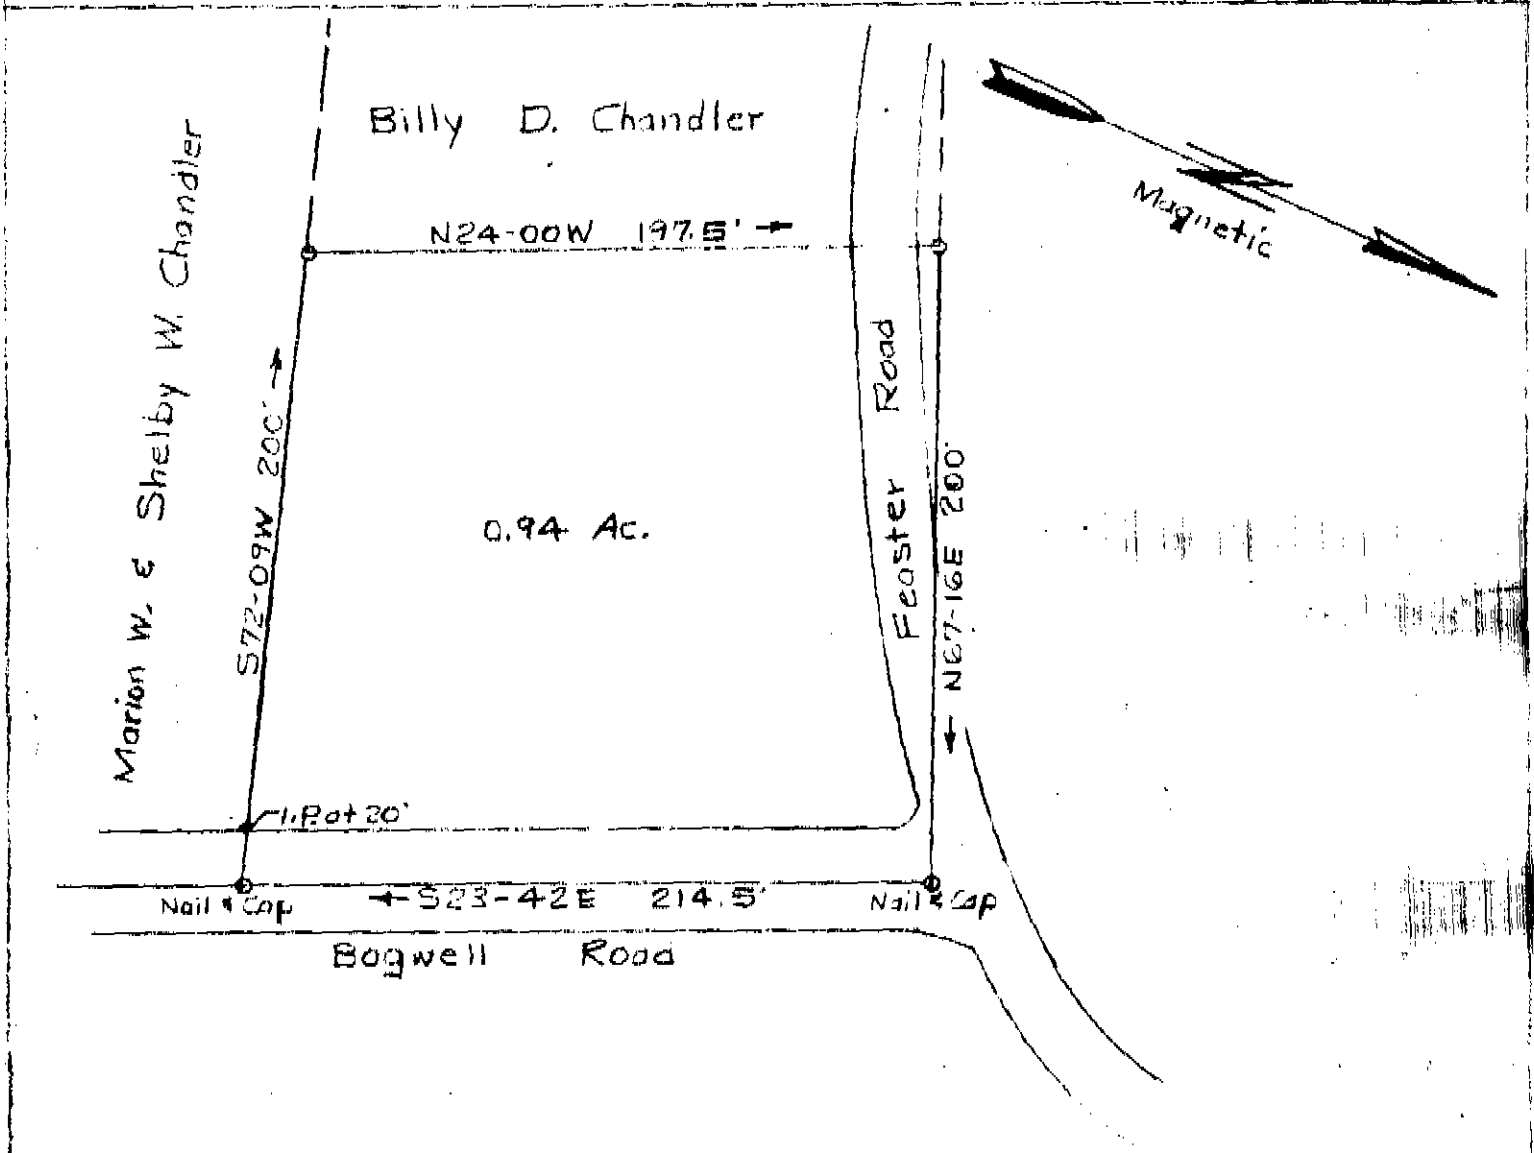 Billy D. Chandler
Magnetic
N24-00W 197.5'
Marion W. & Shelby W. Chandler
S72-09W 200'
0.94 Ac.
Feaster Road
N67-16E 200'
I.P. at 20'
Nail & Cap
S23-42E 214.5'
Nail & Cap
Bagwell Road